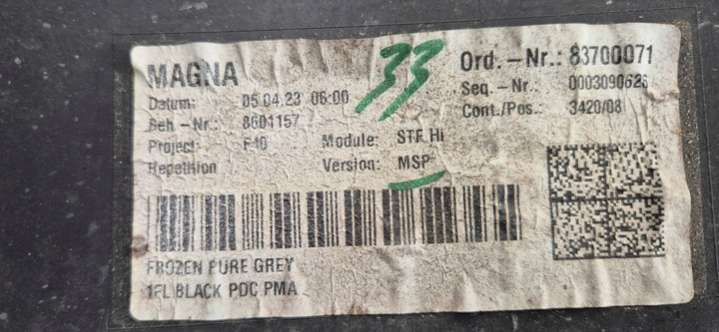 MAGNA
33
Ord.-Nr.: 83700071
Datum: 05.04.23 06:00
Seq.-Nr: 0003090626
Beh-Nr: 8601157
Cont./Pos.: 3420/08
Project: F40
Module: STF Hi
Repetition
Version: MSP
FROZEN PURE GREY
1FL BLACK PDC PMA